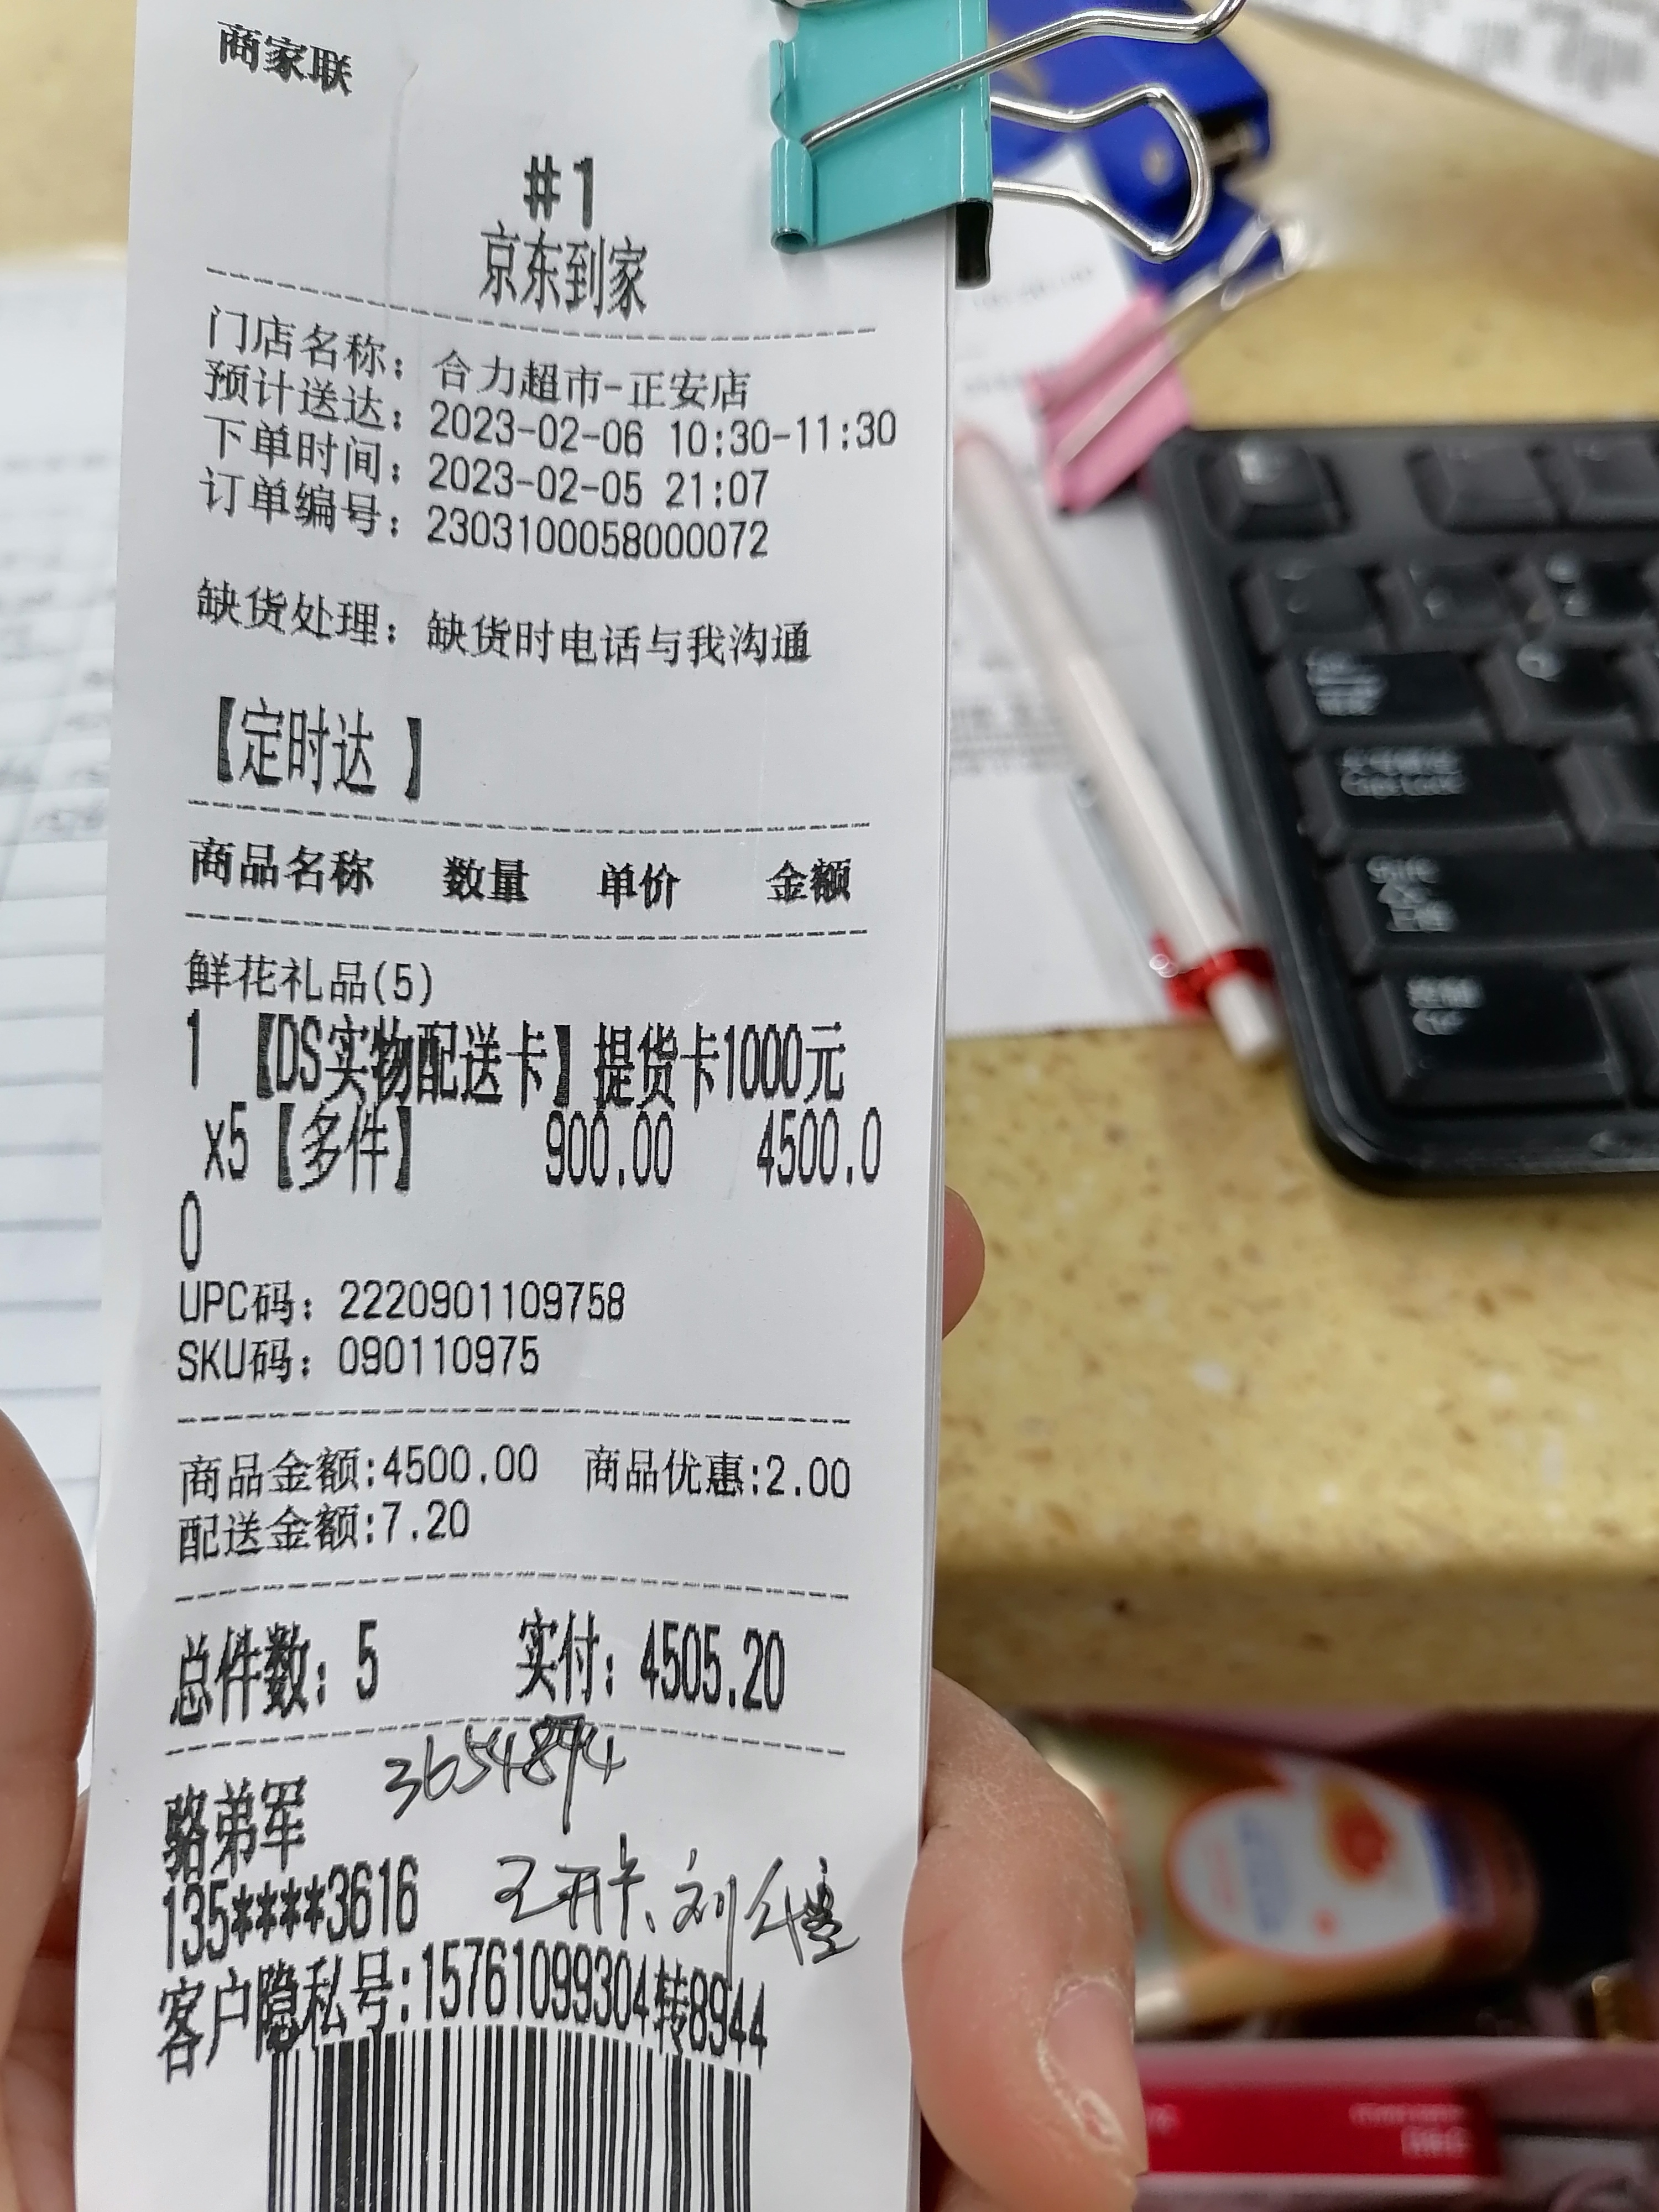 商家联
#1
京东到家
门店名称：合力超市-正安店
预计送达：2023-02-06 10:30-11:30
下单时间：2023-02-05 21:07
订单编号：2303100058000072
缺货处理：缺货时电话与我沟通
【定时达 】
商品名称 数量 单价 金额
鲜花礼品(5)
1 【DS实物配送卡】提货卡1000元
x5【多件】 900.00 4500.0
0
UPC码：2220901109758
SKU码：090110975
商品金额:4500.00 商品优惠:2.00
配送金额:7.20
总件数：5 实付：4505.20
骆弟军
135****3616
客户隐私号:15761099304转8944